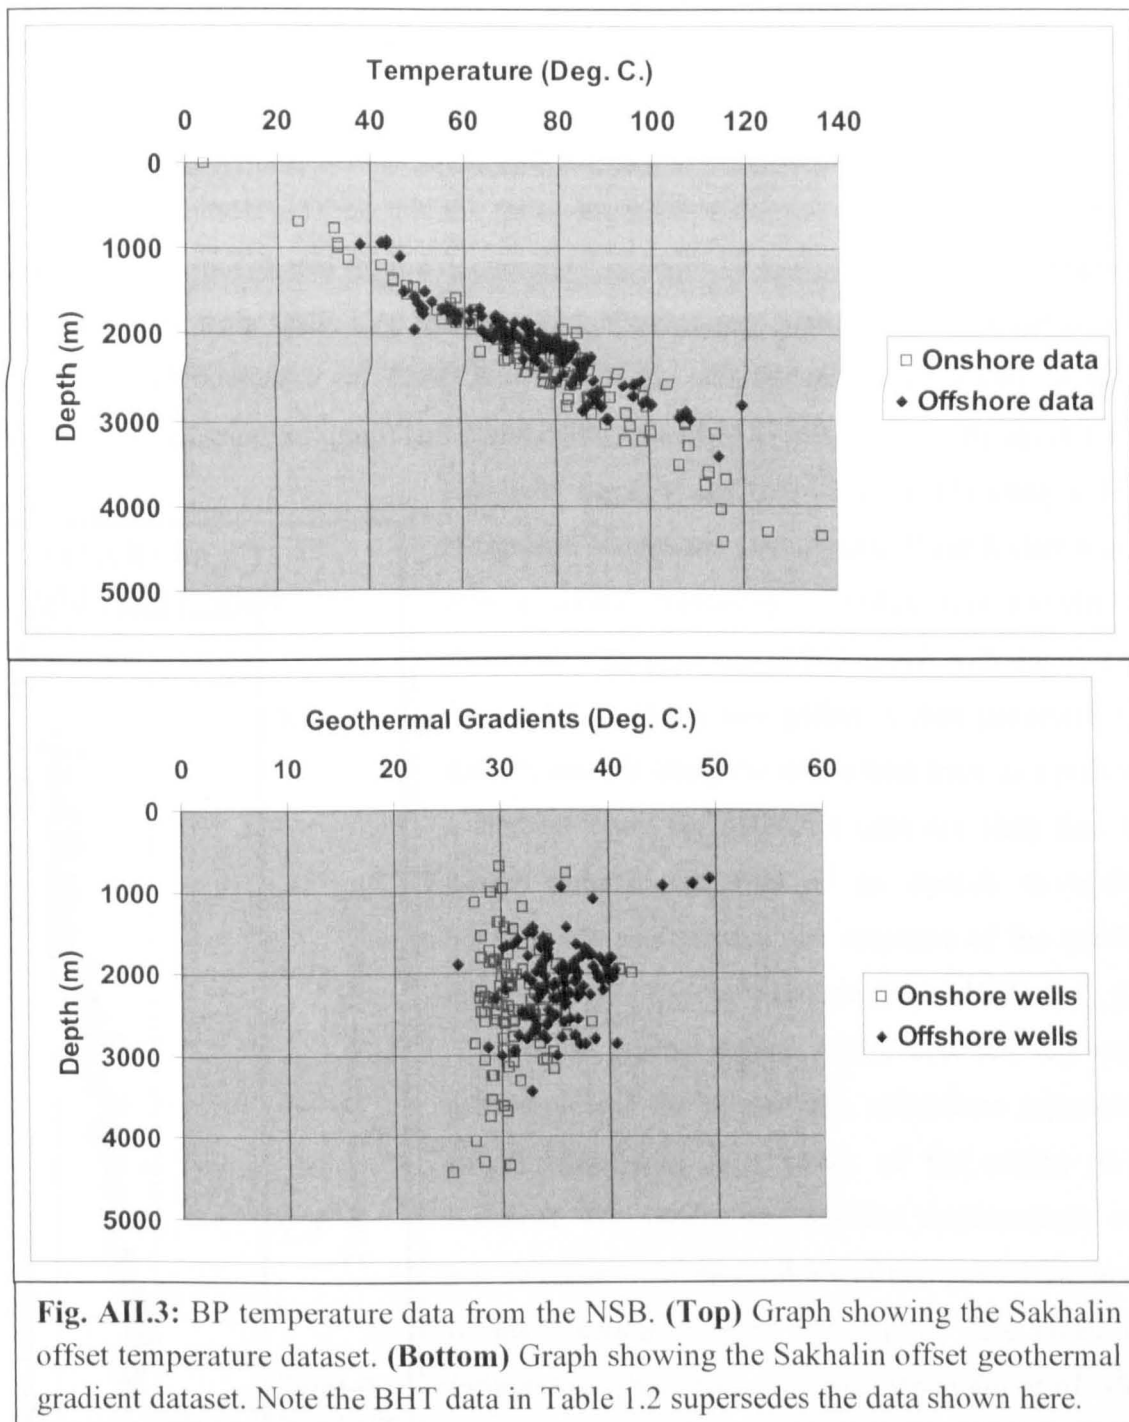 Temperature (Deg. C.)
0 20 40 60 80 100 120 140
0
1000
2000
3000
4000
5000
Depth (m)
Onshore data
Offshore data
Geothermal Gradients (Deg. C.)
0 10 20 30 40 50 60
0
1000
2000
3000
4000
5000
Depth (m)
Onshore wells
Offshore wells
Fig. AII.3: BP temperature data from the NSB. (Top) Graph showing the Sakhalin
offset temperature dataset. (Bottom) Graph showing the Sakhalin offset geothermal
gradient dataset. Note the BHT data in Table 1.2 supersedes the data shown here.